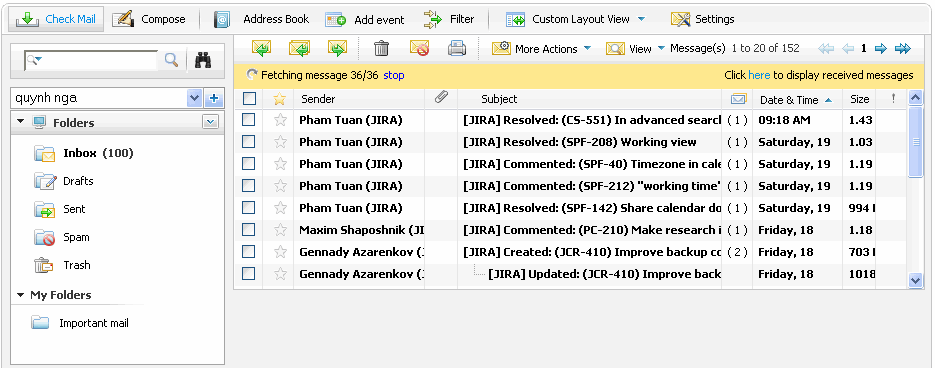 Check Mail Compose Address Book Add event Filter Custom Layout View Settings
More Actions View Message(s) 1 to 20 of 152 1
Fetching message 36/36 stop Click here to display received messages
quynh nga
Folders
Inbox (100)
Drafts
Sent
Spam
Trash
My Folders
Important mail
Sender Subject Date & Time Size !
Pham Tuan (JIRA) [JIRA] Resolved: (CS-551) In advanced searc (1) 09:18 AM 1.43
Pham Tuan (JIRA) [JIRA] Resolved: (SPF-208) Working view (1) Saturday, 19 1.03
Pham Tuan (JIRA) [JIRA] Commented: (SPF-40) Timezone in cale (1) Saturday, 19 1.19
Pham Tuan (JIRA) [JIRA] Commented: (SPF-212) "working time" (1) Saturday, 19 1.19
Pham Tuan (JIRA) [JIRA] Resolved: (SPF-142) Share calendar do (1) Saturday, 19 994
Maxim Shaposhnik (JI [JIRA] Commented: (PC-210) Make research i (1) Friday, 18 1.18
Gennady Azarenkov (J [JIRA] Created: (JCR-410) Improve backup co (2) Friday, 18 703
Gennady Azarenkov (J [JIRA] Updated: (JCR-410) Improve back Friday, 18 1018